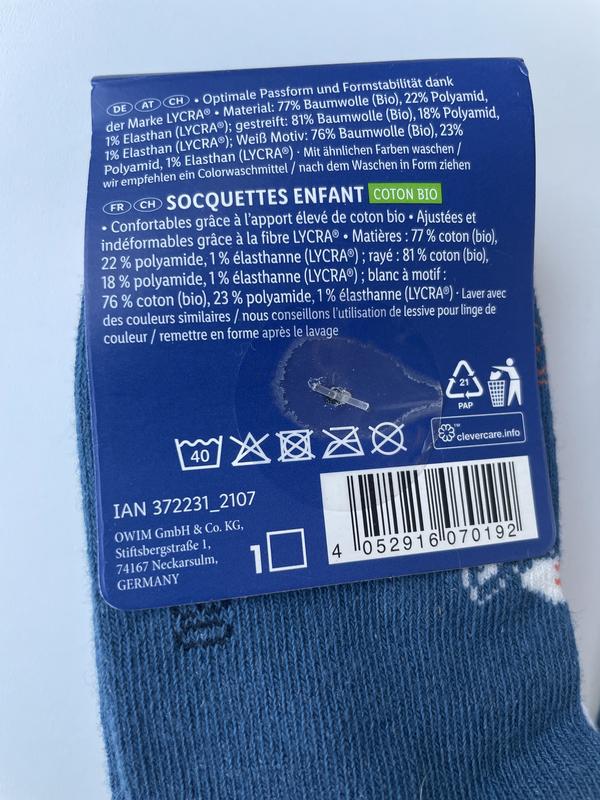 DE AT CH • Optimale Passform und Formstabilität dank
der Marke LYCRA® • Material: 77% Baumwolle (Bio), 22% Polyamid,
1% Elasthan (LYCRA®); gestreift: 81% Baumwolle (Bio), 18% Polyamid,
1% Elasthan (LYCRA®); Weiß Motiv: 76% Baumwolle (Bio), 23%
Polyamid, 1% Elasthan (LYCRA®) · Mit ähnlichen Farben waschen /
wir empfehlen ein Colorwaschmittel / nach dem Waschen in Form ziehen
FR CH SOCQUETTES ENFANT COTON BIO
• Confortables grâce à l'apport élevé de coton bio • Ajustées et
indéformables grâce à la fibre LYCRA® • Matières : 77 % coton (bio),
22 % polyamide, 1 % élasthanne (LYCRA®) ; rayé : 81 % coton (bio),
18 % polyamide, 1 % élasthanne (LYCRA®) ; blanc à motif :
76 % coton (bio), 23 % polyamide, 1 % élasthanne (LYCRA®) · Laver avec
des couleurs similaires / nous conseillons l'utilisation de lessive pour linge de
couleur / remettre en forme après le lavage
21
PAP
40
clevercare.info™
IAN 372231_2107
OWIM GmbH & Co. KG,
Stiftsbergstraße 1,
74167 Neckarsulm,
GERMANY
1
4 052916 070192